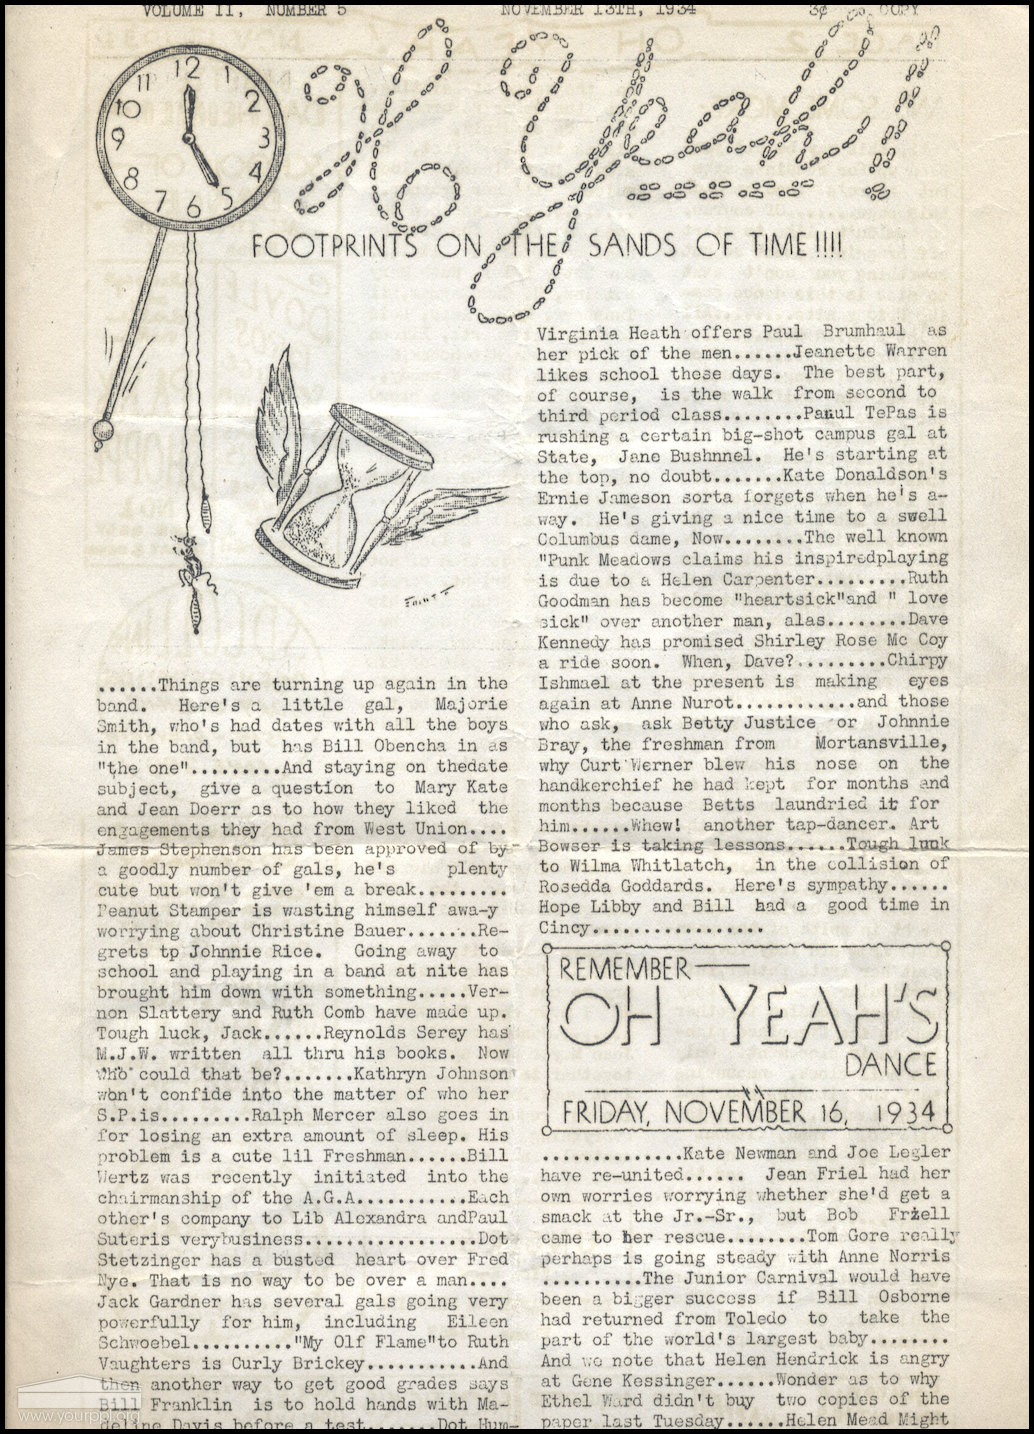 VOLUME II, NUMBER 5 NOVEMBER 13TH, 1934 3¢ COPY
Oh Yeah!
12
1
2
3
4
5
6
7
8
9
10
11
FOOTPRINTS ON THE SANDS OF TIME!!!!
......Things are turning up again in the
band. Here's a little gal, Majorie
Smith, who's had dates with all the boys
in the band, but has Bill Obencha in as
"the one".........And staying on thedate
subject, give a question to Mary Kate
and Jean Doerr as to how they liked the
engagements they had from West Union....
James Stephenson has been approved of by
a goodly number of gals, he's plenty
cute but won't give 'em a break.........
Peanut Stamper is wasting himself awa-y
worrying about Christine Bauer.......Re-
grets tp Johnnie Rice. Going away to
school and playing in a band at nite has
brought him down with something.....Ver-
non Slattery and Ruth Comb have made up.
Tough luck, Jack......Reynolds Serey has
M.J.W. written all thru his books. Now
who could that be?.......Kathryn Johnson
won't confide into the matter of who her
S.P.is.........Ralph Mercer also goes in
for losing an extra amount of sleep. His
problem is a cute lil Freshman......Bill
Wertz was recently initiated into the
chairmanship of the A.G.A...........Each
other's company to Lib Alexandra andPaul
Suteris verybusiness.................Dot
Stetzinger has a busted heart over Fred
Nye. That is no way to be over a man....
Jack Gardner has several gals going very
powerfully for him, including Eileen
Schwoebel.........."My Olf Flame"to Ruth
Vaughters is Curly Brickey...........And
then another way to get good grades says
Bill Franklin is to hold hands with Ma-
deline Davis before a test.......Dot Hum-
Virginia Heath offers Paul Brumhaul as
her pick of the men......Jeanette Warren
likes school these days. The best part,
of course, is the walk from second to
third period class........Paaul TePas is
rushing a certain big-shot campus gal at
State, Jane Bushnnel. He's starting at
the top, no doubt.......Kate Donaldson's
Ernie Jameson sorta forgets when he's a-
way. He's giving a nice time to a swell
Columbus dame, Now........The well known
"Punk Meadows claims his inspiredplaying
is due to a Helen Carpenter.........Ruth
Goodman has become "heartsick"and " love
sick" over another man, alas........Dave
Kennedy has promised Shirley Rose Mc Coy
a ride soon. When, Dave?.........Chirpy
Ishmael at the present is making eyes
again at Anne Nurot............and those
who ask, ask Betty Justice or Johnnie
Bray, the freshman from Mortansville,
why Curt Werner blew his nose on the
handkerchief he had kept for months and
months because Betts laundried it for
him......Whew! another tap-dancer. Art
Bowser is taking lessons......Tough lunk
to Wilma Whitlatch, in the collision of
Rosedda Goddards. Here's sympathy......
Hope Libby and Bill had a good time in
Cincy.................
REMEMBER—
OH YEAH'S
DANCE
FRIDAY, NOVEMBER 16, 1934
..............Kate Newman and Joe Legler
have re-united...... Jean Friel had her
own worries worrying whether she'd get a
smack at the Jr.-Sr., but Bob Frzell
came to her rescue........Tom Gore really
perhaps is going steady with Anne Norris
..........The Junior Carnival would have
been a bigger success if Bill Osborne
had returned from Toledo to take the
part of the world's largest baby........
And we note that Helen Hendrick is angry
at Gene Kessinger......Wonder as to why
Ethel Ward didn't buy two copies of the
paper last Tuesday......Helen Mead Might
www.yourppl.org